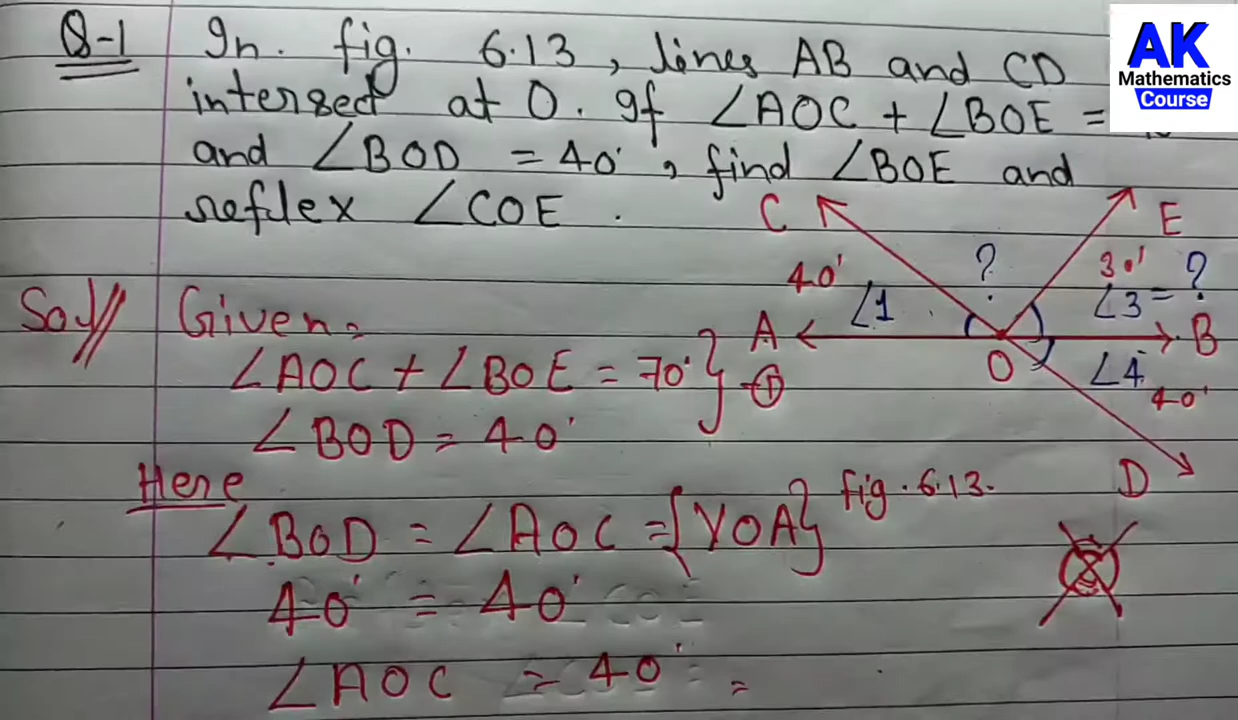 Q-1 In. fig. 6.13, lines AB and CD
intersect at O. If ∠AOC + ∠BOE =
and ∠BOD = 40°, find ∠BOE and
reflex ∠COE.
AK
Mathematics
Course
C
E
40°
?
30°
?
∠1
∠3 =
A
B
O
∠4
40°
D
fig. 6.13.
Sol// Given=
∠AOC + ∠BOE = 70° } -①
∠BOD = 40°
Here
∠BOD = ∠AOC = {VOA}
40° = 40°
∠AOC = 40° =